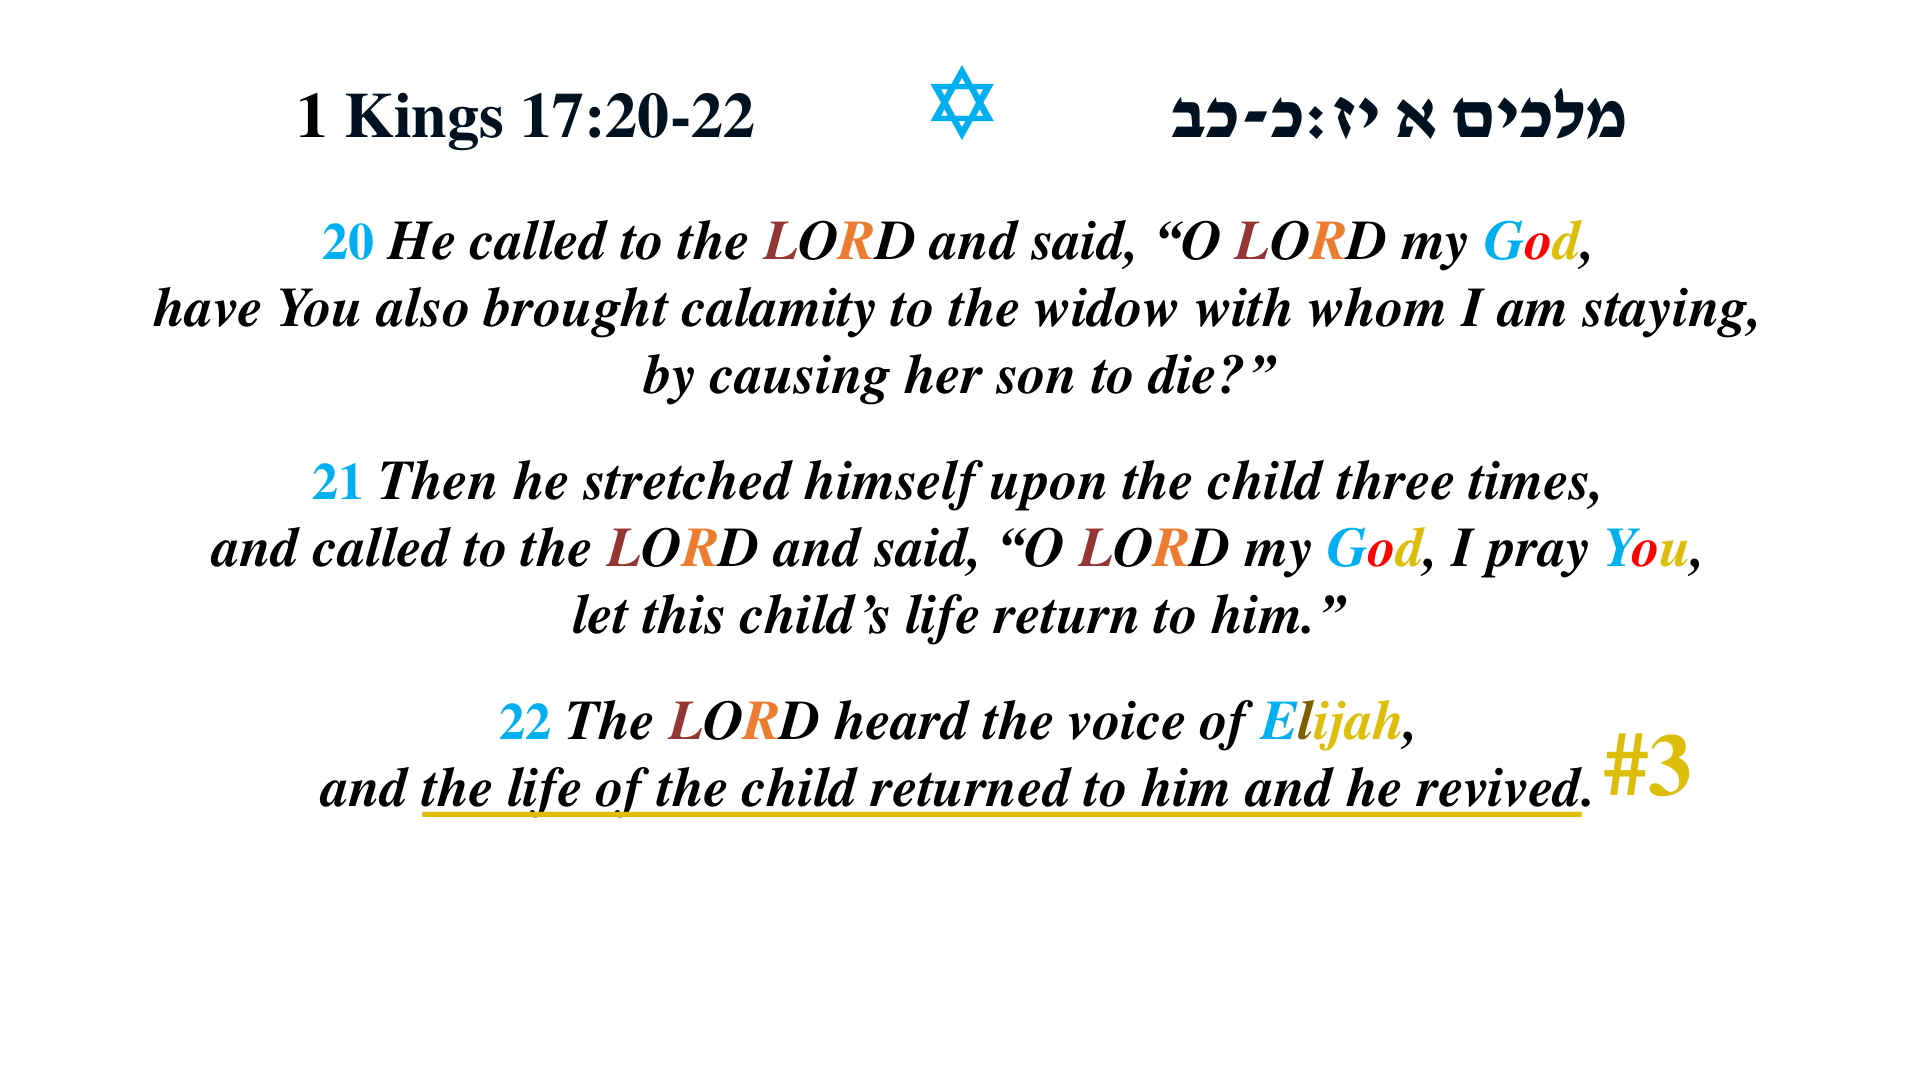 1 Kings 17:20-22 ✡ מלכים א יז:כ-כב
20 He called to the LORD and said, “O LORD my God,
have You also brought calamity to the widow with whom I am staying,
by causing her son to die?”
21 Then he stretched himself upon the child three times,
and called to the LORD and said, “O LORD my God, I pray You,
let this child’s life return to him.”
22 The LORD heard the voice of Elijah,
and the life of the child returned to him and he revived. #3